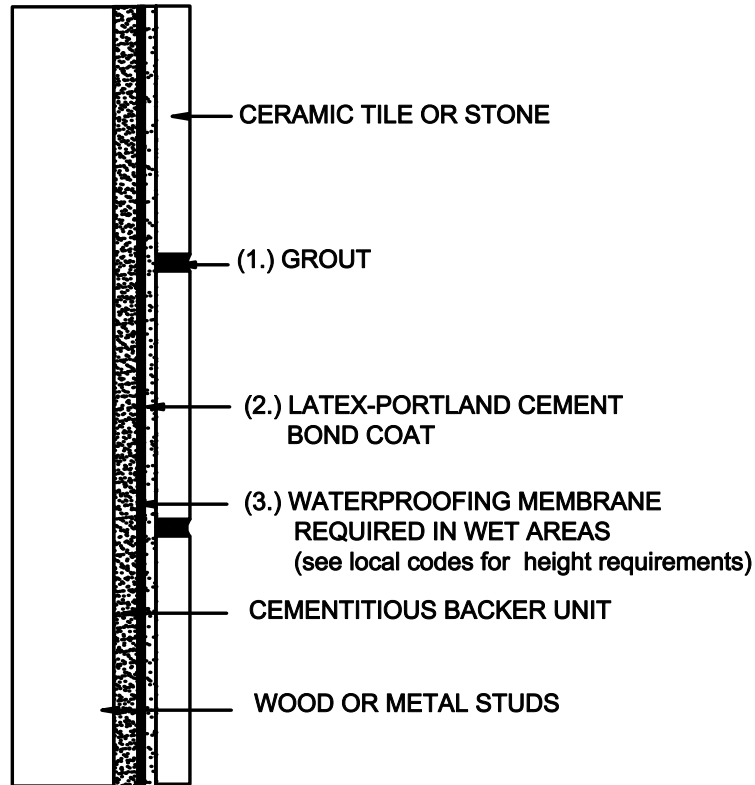 CERAMIC TILE OR STONE
(1.) GROUT
(2.) LATEX-PORTLAND CEMENT
BOND COAT
(3.) WATERPROOFING MEMBRANE
REQUIRED IN WET AREAS
(see local codes for height requirements)
CEMENTITIOUS BACKER UNIT
WOOD OR METAL STUDS